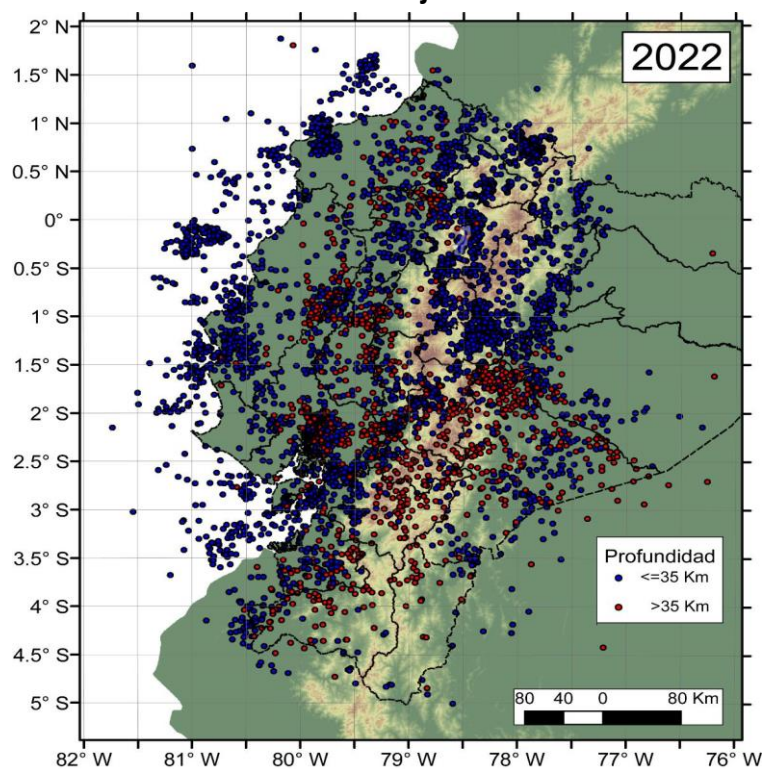 2022
2° N
1.5° N
1° N
0.5° N
0°
0.5° S
1° S
1.5° S
2° S
2.5° S
3° S
3.5° S
4° S
4.5° S
5° S
Profundidad
<=35 Km
>35 Km
80 40 0 80 Km
82° W 81° W 80° W 79° W 78° W 77° W 76° W